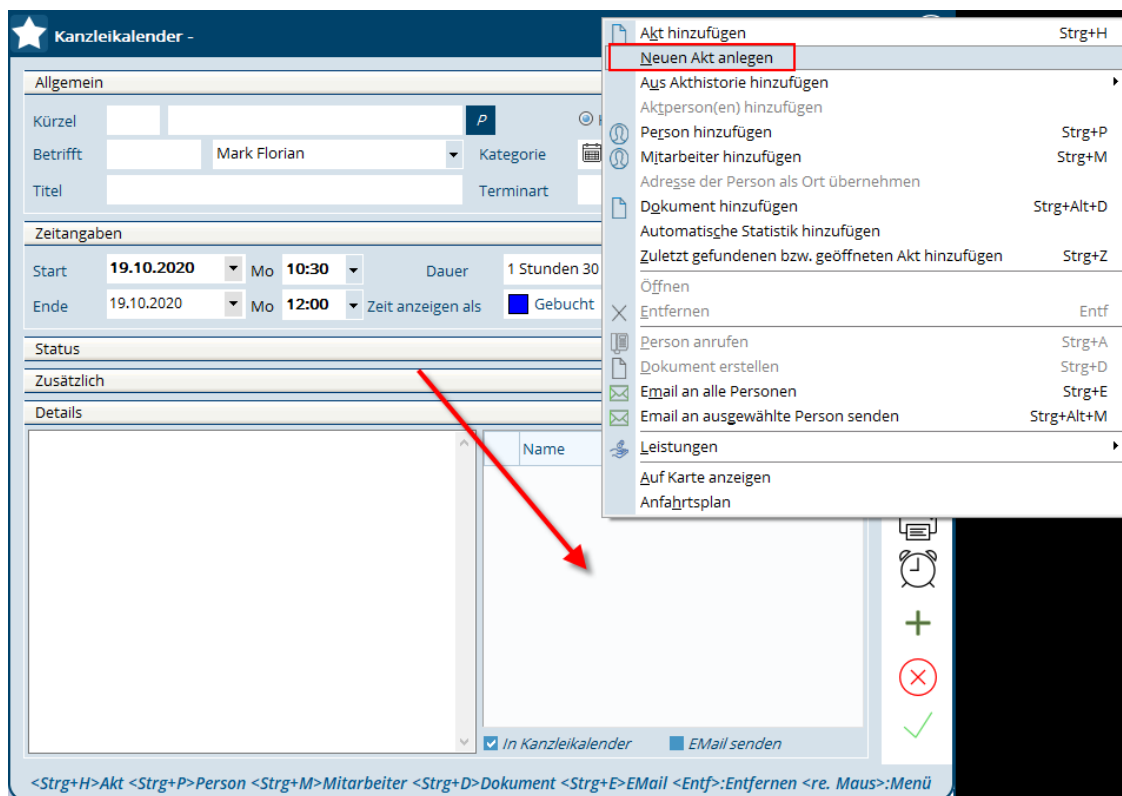 Kanzleikalender -
Allgemein
Kürzel P
Betrifft Mark Florian Kategorie
Titel Terminart
Zeitangaben
Start 19.10.2020 Mo 10:30 Dauer 1 Stunden 30
Ende 19.10.2020 Mo 12:00 Zeit anzeigen als Gebucht
Status
Zusätzlich
Details
Name
In Kanzleikalender EMail senden
<Strg+H>Akt <Strg+P>Person <Strg+M>Mitarbeiter <Strg+D>Dokument <Strg+E>EMail <Entf>:Entfernen <re. Maus>:Menü
Akt hinzufügen Strg+H
Neuen Akt anlegen
Aus Akthistorie hinzufügen
Aktperson(en) hinzufügen
Person hinzufügen Strg+P
Mitarbeiter hinzufügen Strg+M
Adresse der Person als Ort übernehmen
Dokument hinzufügen Strg+Alt+D
Automatische Statistik hinzufügen
Zuletzt gefundenen bzw. geöffneten Akt hinzufügen Strg+Z
Öffnen
Entfernen Entf
Person anrufen Strg+A
Dokument erstellen Strg+D
Email an alle Personen Strg+E
Email an ausgewählte Person senden Strg+Alt+M
Leistungen
Auf Karte anzeigen
Anfahrtsplan